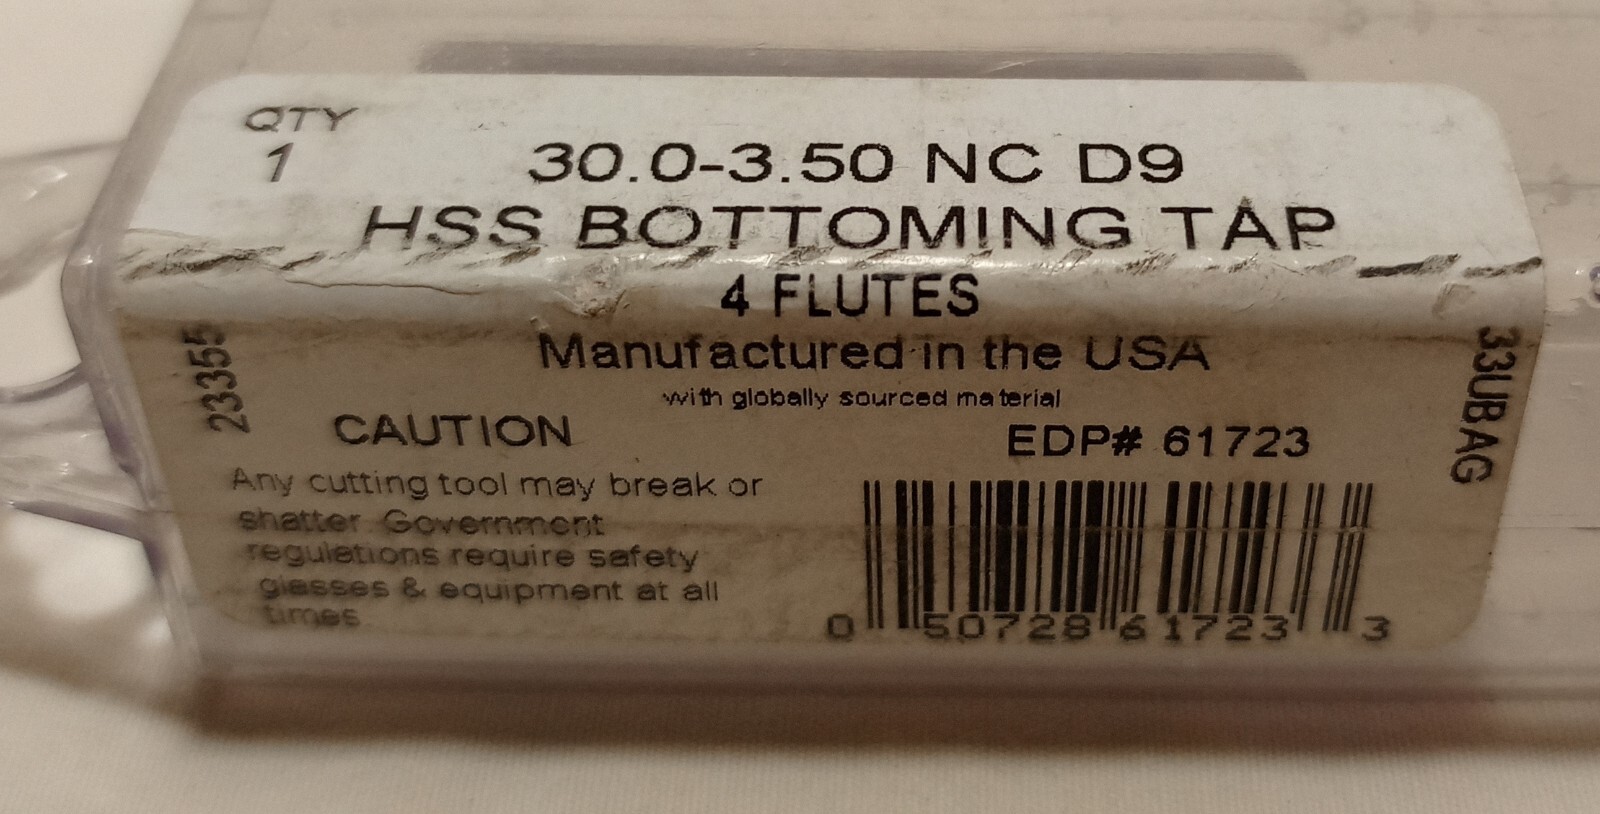 QTY
1
30.0-3.50 NC D9
HSS BOTTOMING TAP
4 FLUTES
Manufactured in the USA
with globally sourced material
23355
33UBAG
CAUTION
Any cutting tool may break or
shatter Government
regulations require safety
glasses & equipment at all
times
EDP# 61723
0 50728 61723 3